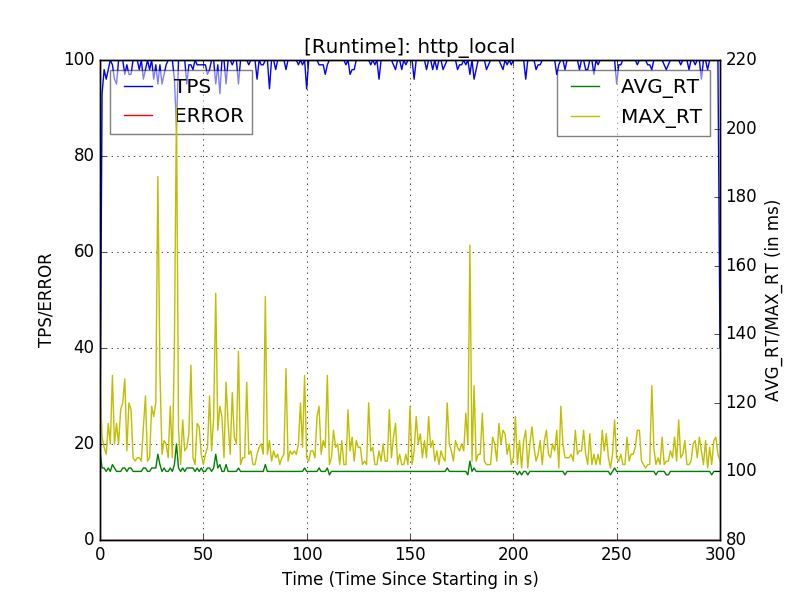 [Runtime]: http_local
TPS
ERROR
AVG_RT
MAX_RT
TPS/ERROR
0
20
40
60
80
100
AVG_RT/MAX_RT (in ms)
80
100
120
140
160
180
200
220
0 50 100 150 200 250 300
Time (Time Since Starting in s)